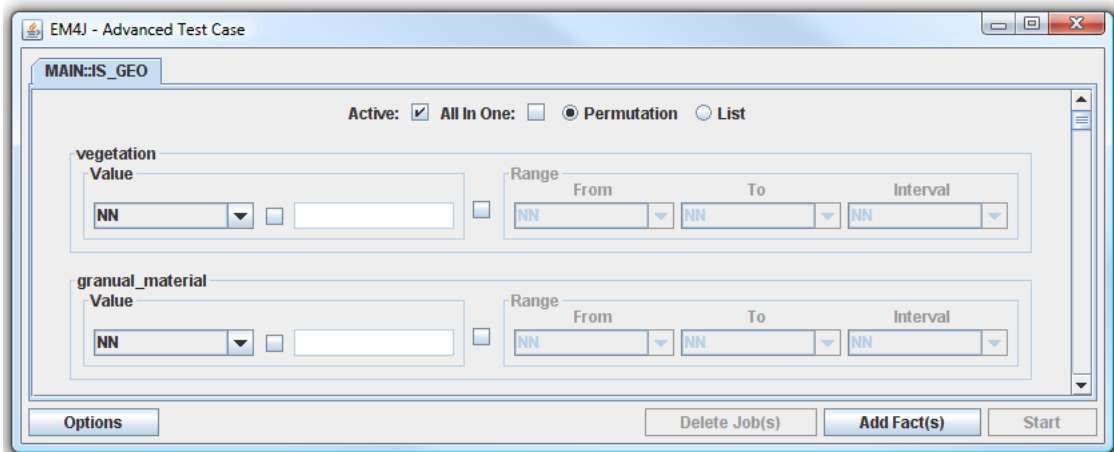 EM4J - Advanced Test Case
MAIN::IS_GEO
Active: All In One: Permutation List
vegetation
Value Range
From To Interval
NN NN NN NN
granual_material
Value Range
From To Interval
NN NN NN NN
Options Delete Job(s) Add Fact(s) Start